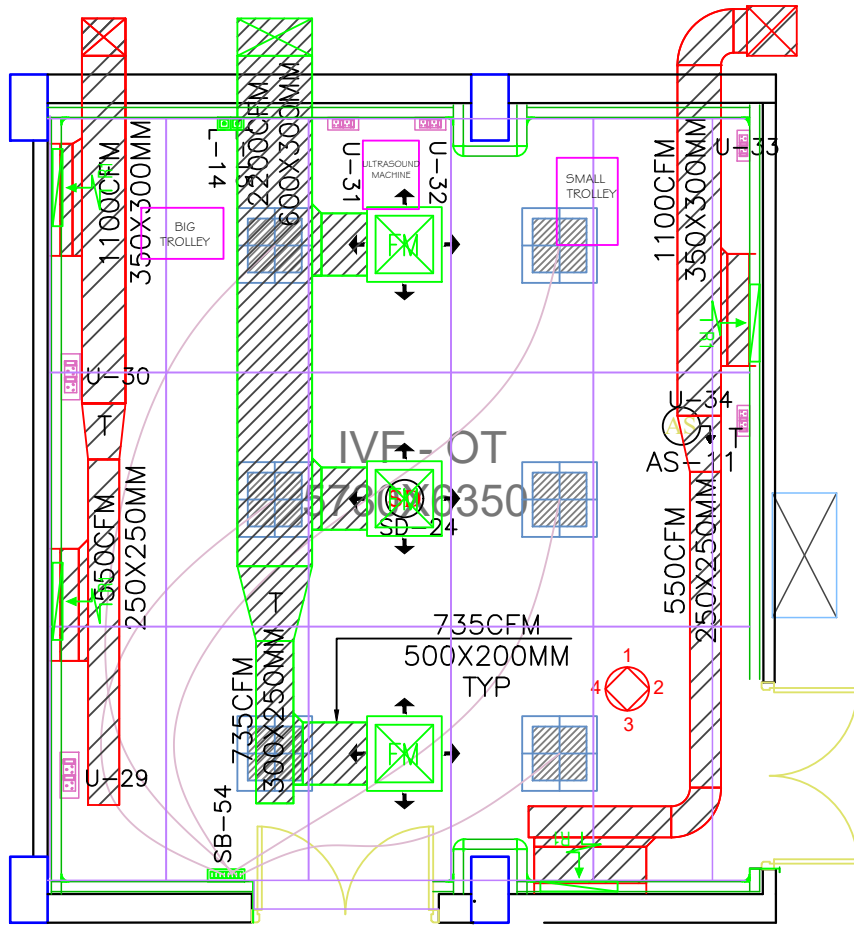 1100CFM
350X300MM
L-14
2200CFM
600X300MM
U-31
ULTRASOUND
MACHINE
U-32
SMALL
TROLLEY
1100CFM
350X300MM
U-33
BIG
TROLLEY
FM
U-30
T
IVF - OT
5780X6350
SD-24
U-34
AS
T
AS-11
550CFM
250X250MM
T
735CFM
500X200MM
TYP
550CFM
250X250MM
735CFM
300X250MM
1
4
2
3
FM
U-29
SB-54